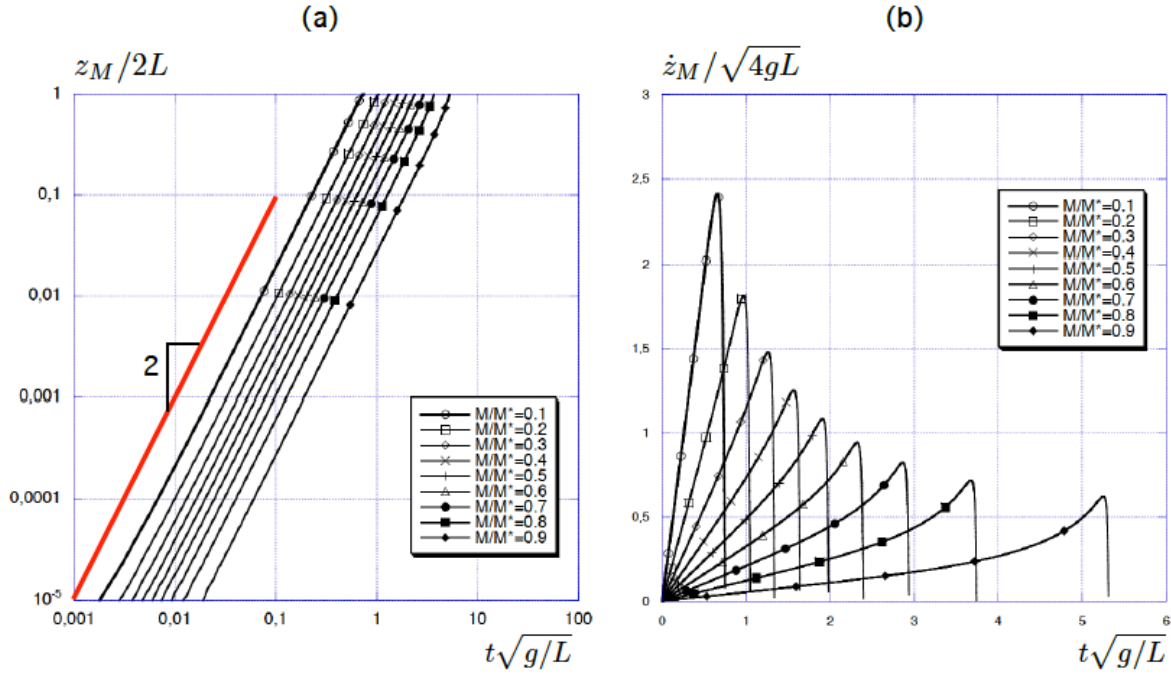 (a)
z_M/2L
1
0,1
0,01
0,001
0,0001
10^-5
2
M/M*=0.1
M/M*=0.2
M/M*=0.3
M/M*=0.4
M/M*=0.5
M/M*=0.6
M/M*=0.7
M/M*=0.8
M/M*=0.9
0,001 0,01 0,1 1 10 100
t√g/L
(b)
ż_M/√4gL
3
2,5
2
1,5
1
0,5
0
M/M*=0.1
M/M*=0.2
M/M*=0.3
M/M*=0.4
M/M*=0.5
M/M*=0.6
M/M*=0.7
M/M*=0.8
M/M*=0.9
0 1 2 3 4 5 6
t√g/L